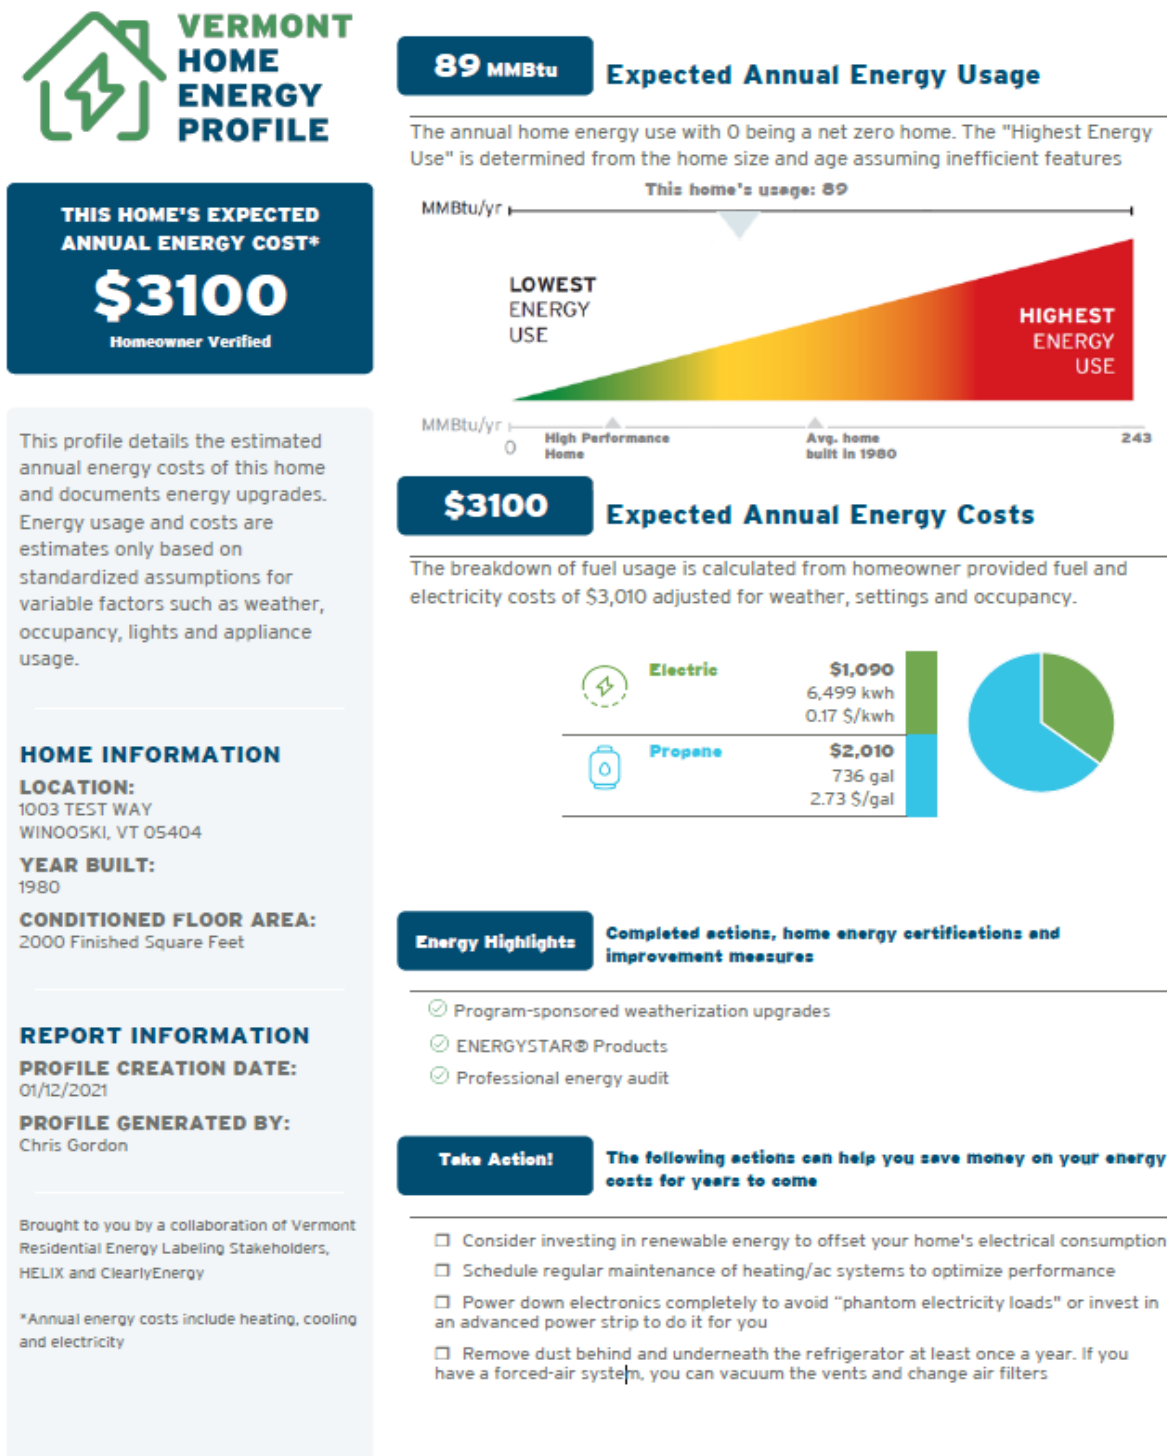 VERMONT
HOME
ENERGY
PROFILE
THIS HOME'S EXPECTED
ANNUAL ENERGY COST*
$3100
Homeowner Verified
This profile details the estimated
annual energy costs of this home
and documents energy upgrades.
Energy usage and costs are
estimates only based on
standardized assumptions for
variable factors such as weather,
occupancy, lights and appliance
usage.
HOME INFORMATION
LOCATION:
1003 TEST WAY
WINOOSKI, VT 05404
YEAR BUILT:
1980
CONDITIONED FLOOR AREA:
2000 Finished Square Feet
REPORT INFORMATION
PROFILE CREATION DATE:
01/12/2021
PROFILE GENERATED BY:
Chris Gordon
Brought to you by a collaboration of Vermont
Residential Energy Labeling Stakeholders,
HELIX and ClearlyEnergy
*Annual energy costs include heating, cooling
and electricity
89 MMBtu
Expected Annual Energy Usage
The annual home energy use with 0 being a net zero home. The "Highest Energy
Use" is determined from the home size and age assuming inefficient features
This home's usage: 89
MMBtu/yr
LOWEST
ENERGY
USE
HIGHEST
ENERGY
USE
MMBtu/yr
0
High Performance
Home
Avg. home
built in 1980
243
$3100
Expected Annual Energy Costs
The breakdown of fuel usage is calculated from homeowner provided fuel and
electricity costs of $3,010 adjusted for weather, settings and occupancy.
Electric
$1,090
6,499 kwh
0.17 $/kwh
Propane
$2,010
736 gal
2.73 $/gal
Energy Highlights
Completed actions, home energy certifications and
improvement measures
Program-sponsored weatherization upgrades
ENERGYSTAR® Products
Professional energy audit
Take Action!
The following actions can help you save money on your energy
costs for years to come
Consider investing in renewable energy to offset your home's electrical consumption
Schedule regular maintenance of heating/ac systems to optimize performance
Power down electronics completely to avoid “phantom electricity loads" or invest in
an advanced power strip to do it for you
Remove dust behind and underneath the refrigerator at least once a year. If you
have a forced-air system, you can vacuum the vents and change air filters